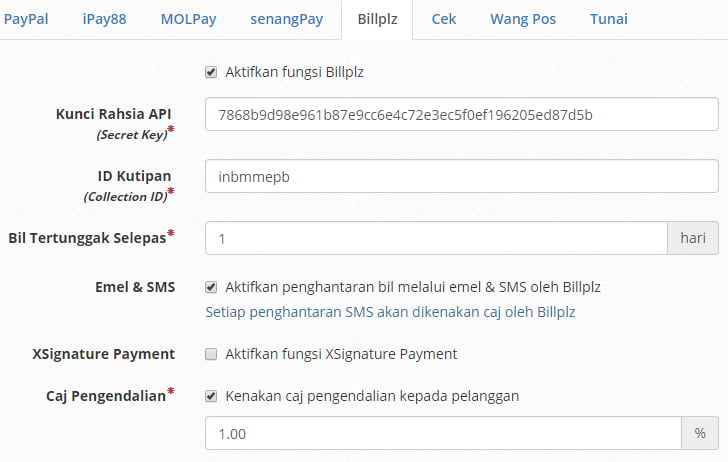 PayPal iPay88 MOLPay senangPay Billplz Cek Wang Pos Tunai
Aktifkan fungsi Billplz
Kunci Rahsia API 7868b9d98e961b87e9cc6e4c72e3ec5f0ef196205ed87d5b
(Secret Key)*
ID Kutipan inbmmepb
(Collection ID)*
Bil Tertunggak Selepas* 1 hari
Emel & SMS Aktifkan penghantaran bil melalui emel & SMS oleh Billplz
Setiap penghantaran SMS akan dikenakan caj oleh Billplz
XSignature Payment Aktifkan fungsi XSignature Payment
Caj Pengendalian* Kenakan caj pengendalian kepada pelanggan
1.00 %